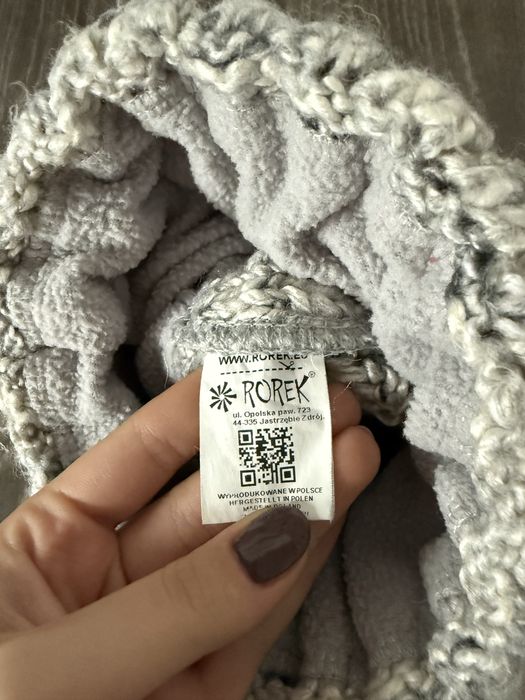 WWW.ROREK.EU
ROREK®
ul. Opolska paw. 723
44-335 Jastrzębie Zdrój
WYPRODUKOWANE W POLSCE
HERGESTELLT IN POLEN
MADE IN POLAND